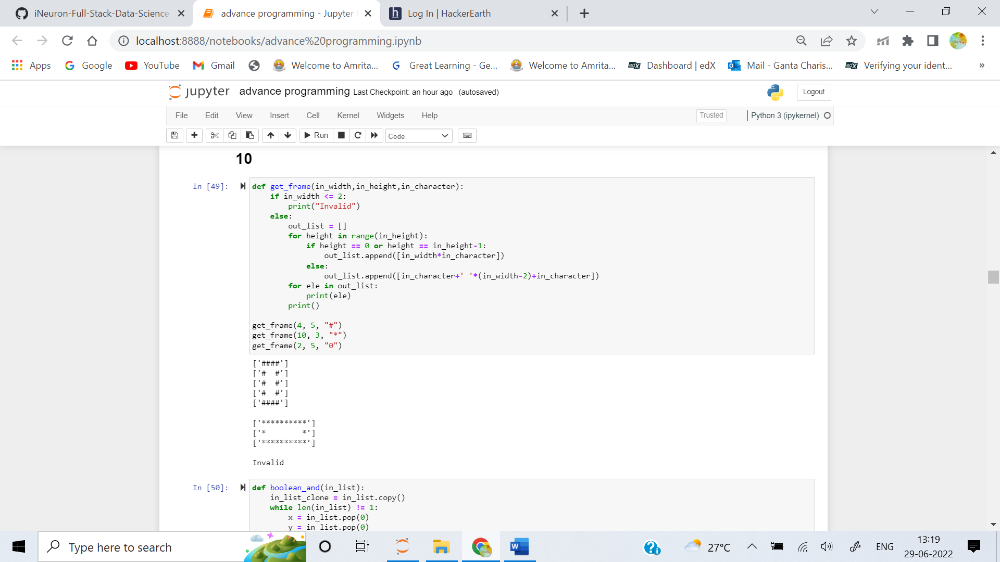 iNeuron-Full-Stack-Data-Science
advance programming - Jupyter
Log In | HackerEarth
localhost:8888/notebooks/advance%20programming.ipynb
Apps
Google
YouTube
Gmail
Welcome to Amrita...
Great Learning - Ge...
Welcome to Amrita...
Dashboard | edX
Mail - Ganta Charis...
Verifying your ident...
»
jupyter
advance programming Last Checkpoint: an hour ago (autosaved)
Logout
File
Edit
View
Insert
Cell
Kernel
Widgets
Help
Trusted
Python 3 (ipykernel)
Run
Code
10
In [49]:
def get_frame(in_width,in_height,in_character):
    if in_width <= 2:
        print("Invalid")
    else:
        out_list = []
        for height in range(in_height):
            if height == 0 or height == in_height-1:
                out_list.append([in_width*in_character])
            else:
                out_list.append([in_character+' '*(in_width-2)+in_character])
        for ele in out_list:
            print(ele)
        print()
get_frame(4, 5, "#")
get_frame(10, 3, "*")
get_frame(2, 5, "0")
['####']
['#  #']
['#  #']
['#  #']
['####']
['**********']
['*        *']
['**********']
Invalid
In [50]:
def boolean_and(in_list):
    in_list_clone = in_list.copy()
    while len(in_list) != 1:
        x = in_list.pop(0)
        y = in_list.pop(0)
Type here to search
27°C
ENG
13:19
29-06-2022